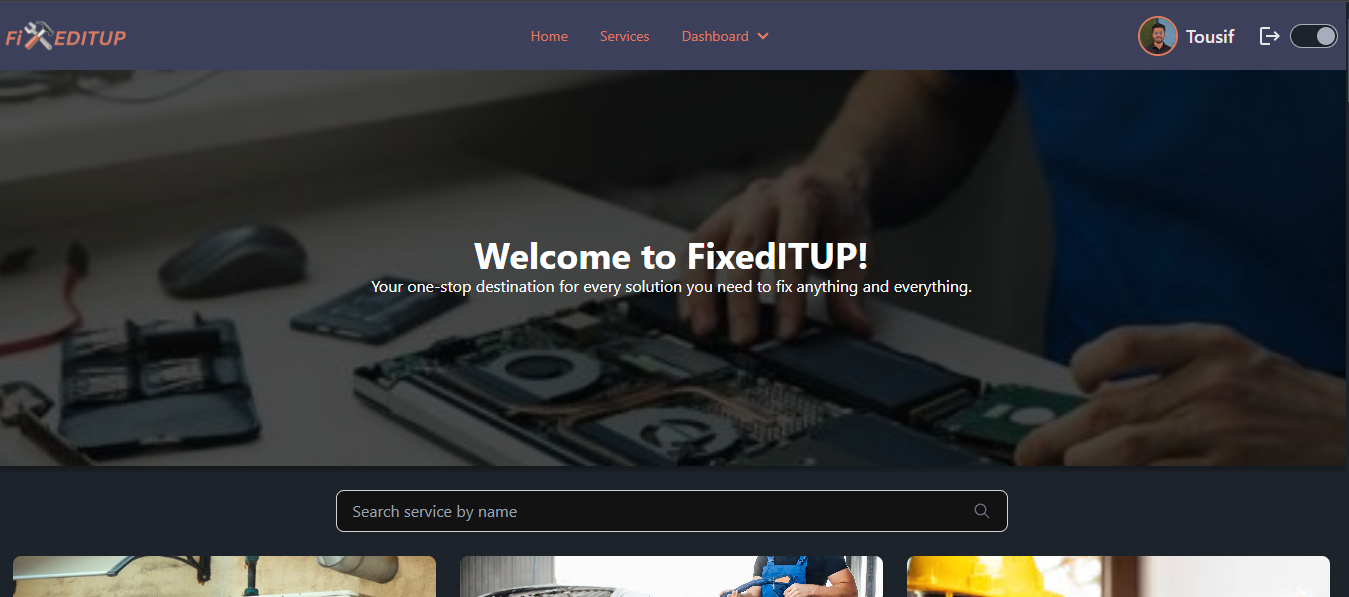 FiXEDITUP
Home
Services
Dashboard
Tousif
Welcome to FixedITUP!
Your one-stop destination for every solution you need to fix anything and everything.
Search service by name